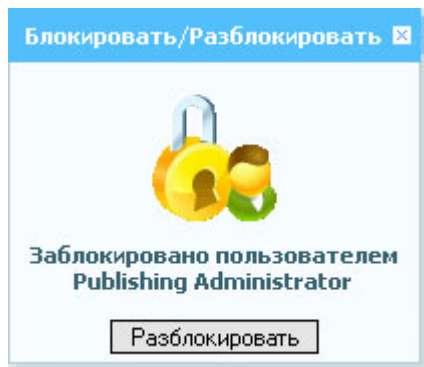 Блокировать/Разблокировать
Заблокировано пользователем
Publishing Administrator
Разблокировать